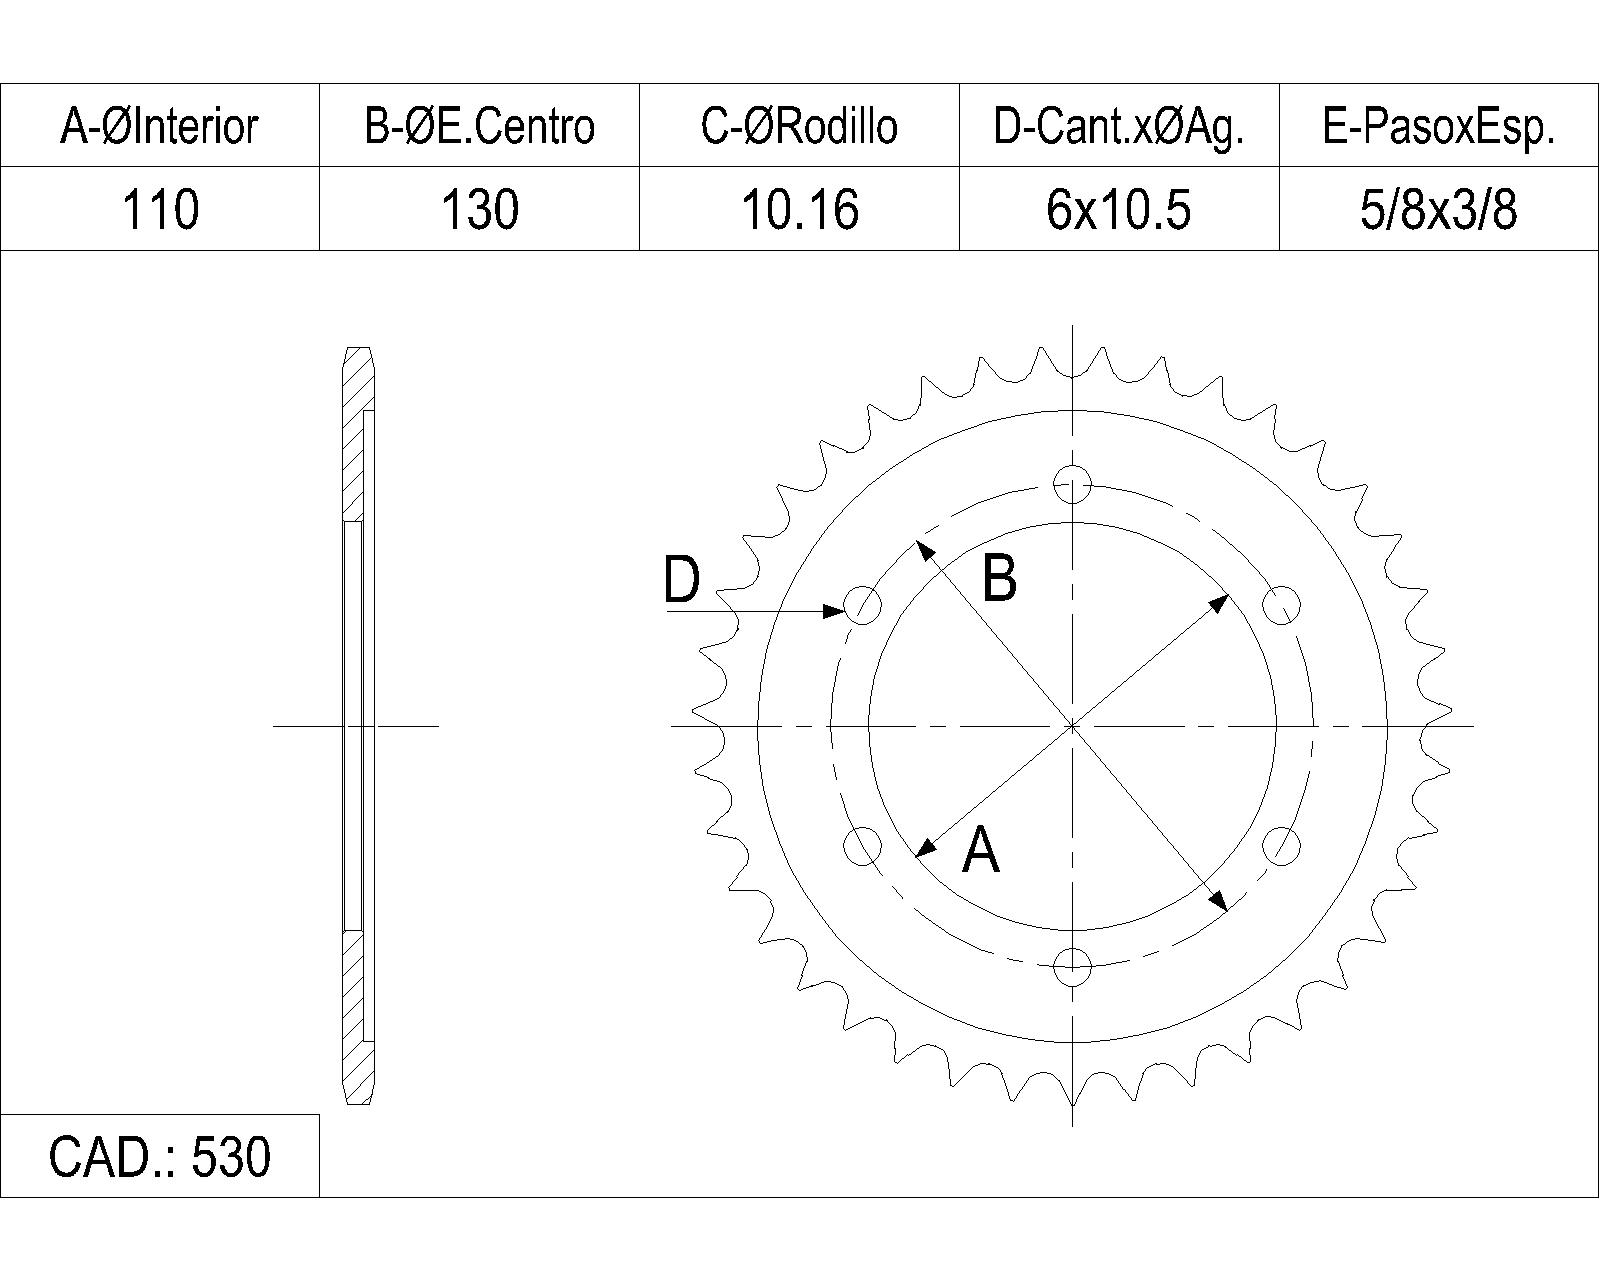 A-ØInterior B-ØE.Centro C-ØRodillo D-Cant.xØAg. E-PasoxEsp.
110 130 10.16 6x10.5 5/8x3/8
D
B
A
CAD.: 530